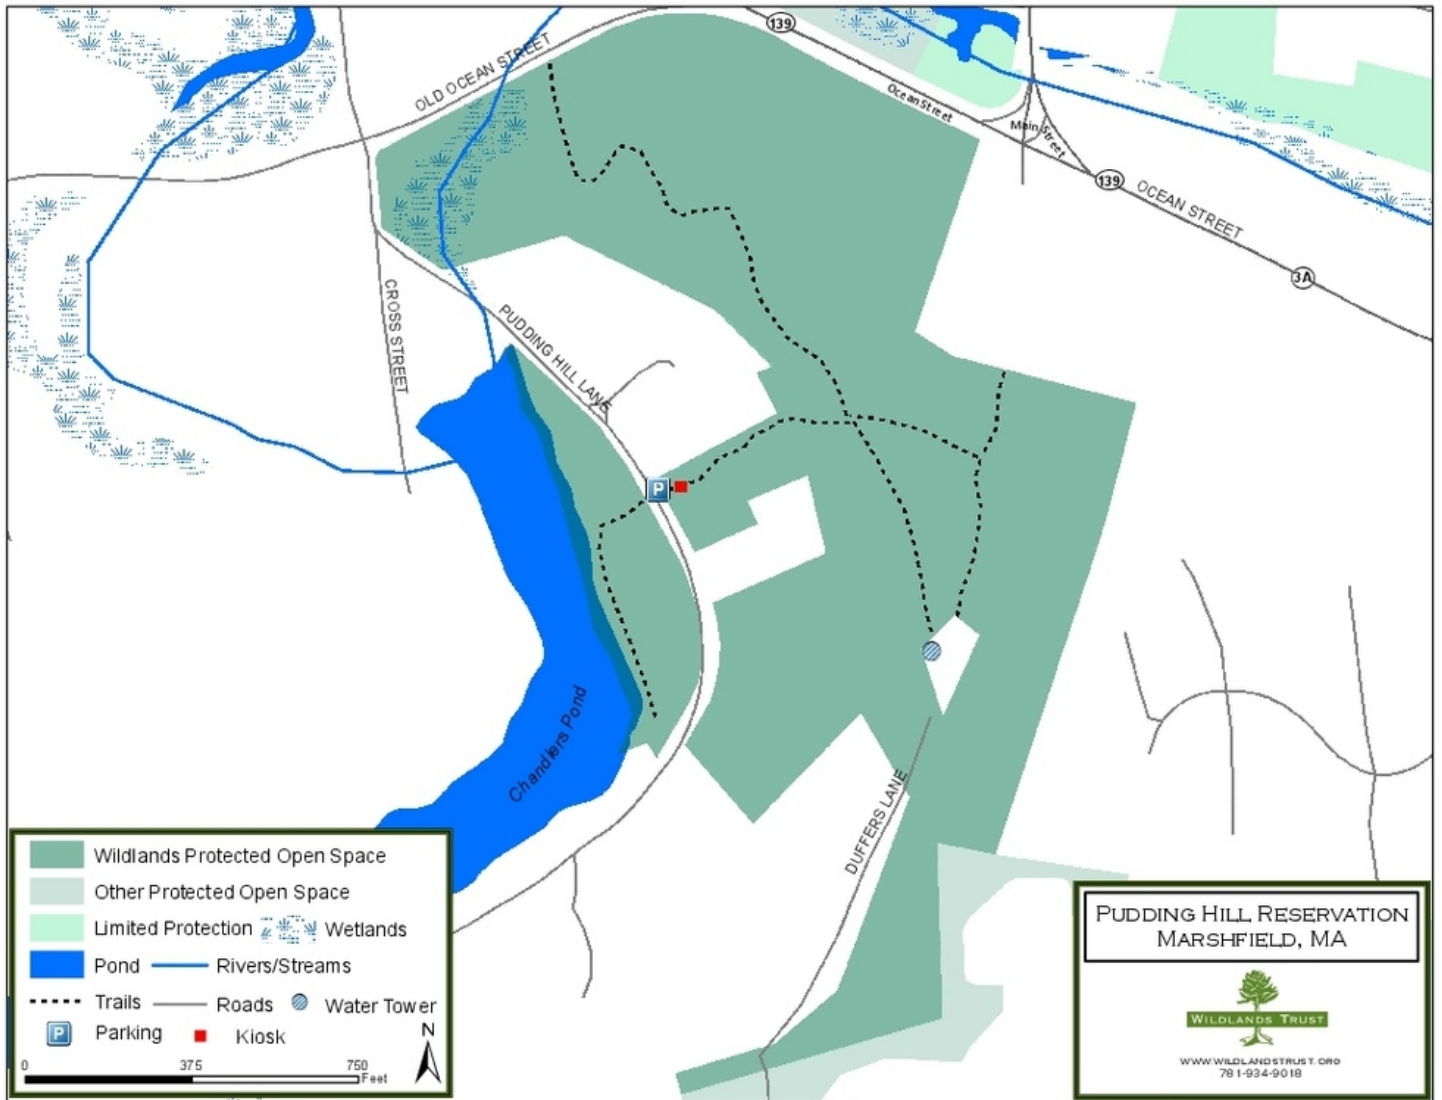 139
OLD OCEAN STREET
Ocean Street
Main Street
139
OCEAN STREET
3A
CROSS STREET
PUDDING HILL LANE
P
Chandlers Pond
DUFFERS LANE
Wildlands Protected Open Space
Other Protected Open Space
Limited Protection Wetlands
Pond Rivers/Streams
Trails Roads Water Tower
P Parking Kiosk
N
0 375 750
Feet
PUDDING HILL RESERVATION
MARSHFIELD, MA
WILDLANDS TRUST
WWW.WILDLANDSTRUST.ORG
781-934-9018